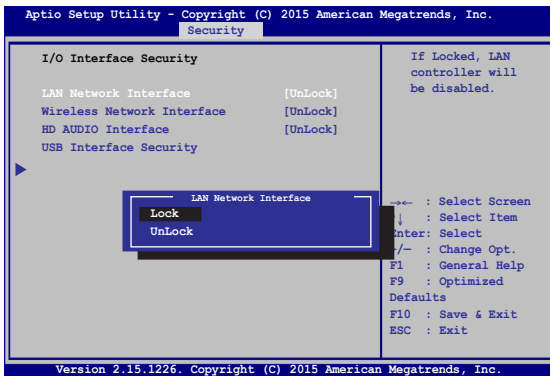 Aptio Setup Utility - Copyright (C) 2015 American Megatrends, Inc.
Security
I/O Interface Security
LAN Network Interface [UnLock]
Wireless Network Interface [UnLock]
HD AUDIO Interface [UnLock]
USB Interface Security
If Locked, LAN
controller will
be disabled.
LAN Network Interface
Lock
UnLock
→← : Select Screen
↓ : Select Item
Enter: Select
+/— : Change Opt.
F1 : General Help
F9 : Optimized
Defaults
F10 : Save & Exit
ESC : Exit
Version 2.15.1226. Copyright (C) 2015 American Megatrends, Inc.